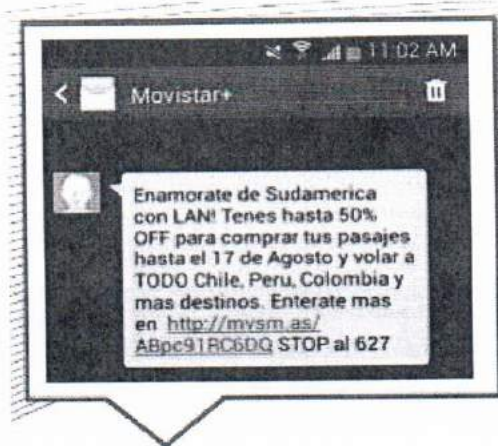 11:02 AM
Movistar+
Enamorate de Sudamerica
con LAN! Tenes hasta 50%
OFF para comprar tus pasajes
hasta el 17 de Agosto y volar a
TODO Chile, Peru, Colombia y
mas destinos. Enterate mas
en http://mvsm.as/
ABpc91RC6DQ STOP al 627